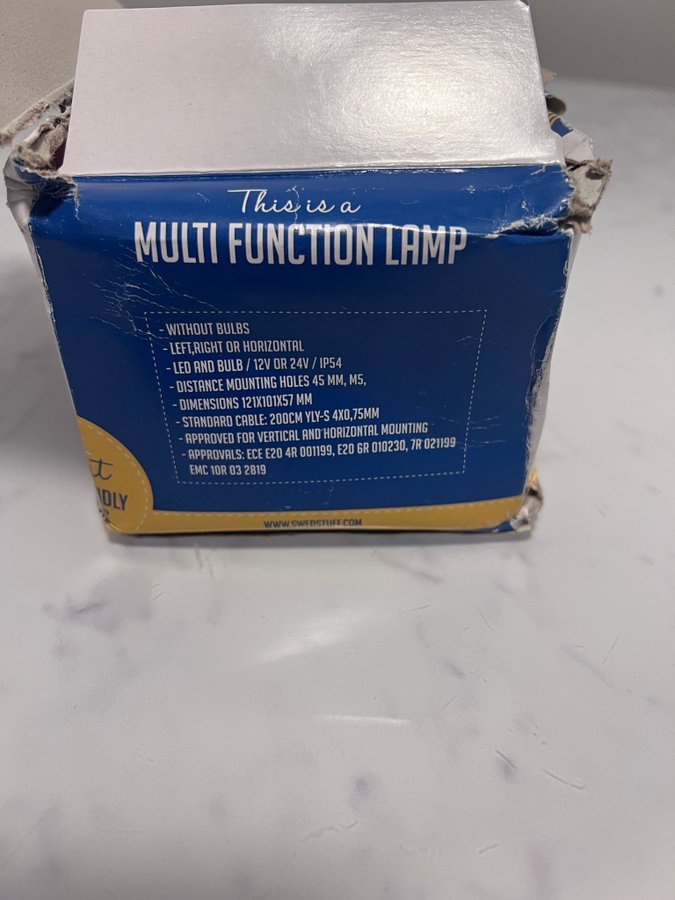 This is a
MULTI FUNCTION LAMP
- WITHOUT BULBS
- LEFT,RIGHT OR HORIZONTAL
- LED AND BULB / 12V OR 24V / IP54
- DISTANCE MOUNTING HOLES 45 MM, M5,
- DIMENSIONS 121X101X57 MM
- STANDARD CABLE: 200CM YLY-S 4X0,75MM
- APPROVED FOR VERTICAL AND HORIZONTAL MOUNTING
- APPROVALS: ECE E20 4R 001199, E20 6R 010230, 7R 021199
EMC 10R 03 2819
WWW.SWEDSTUFF.COM